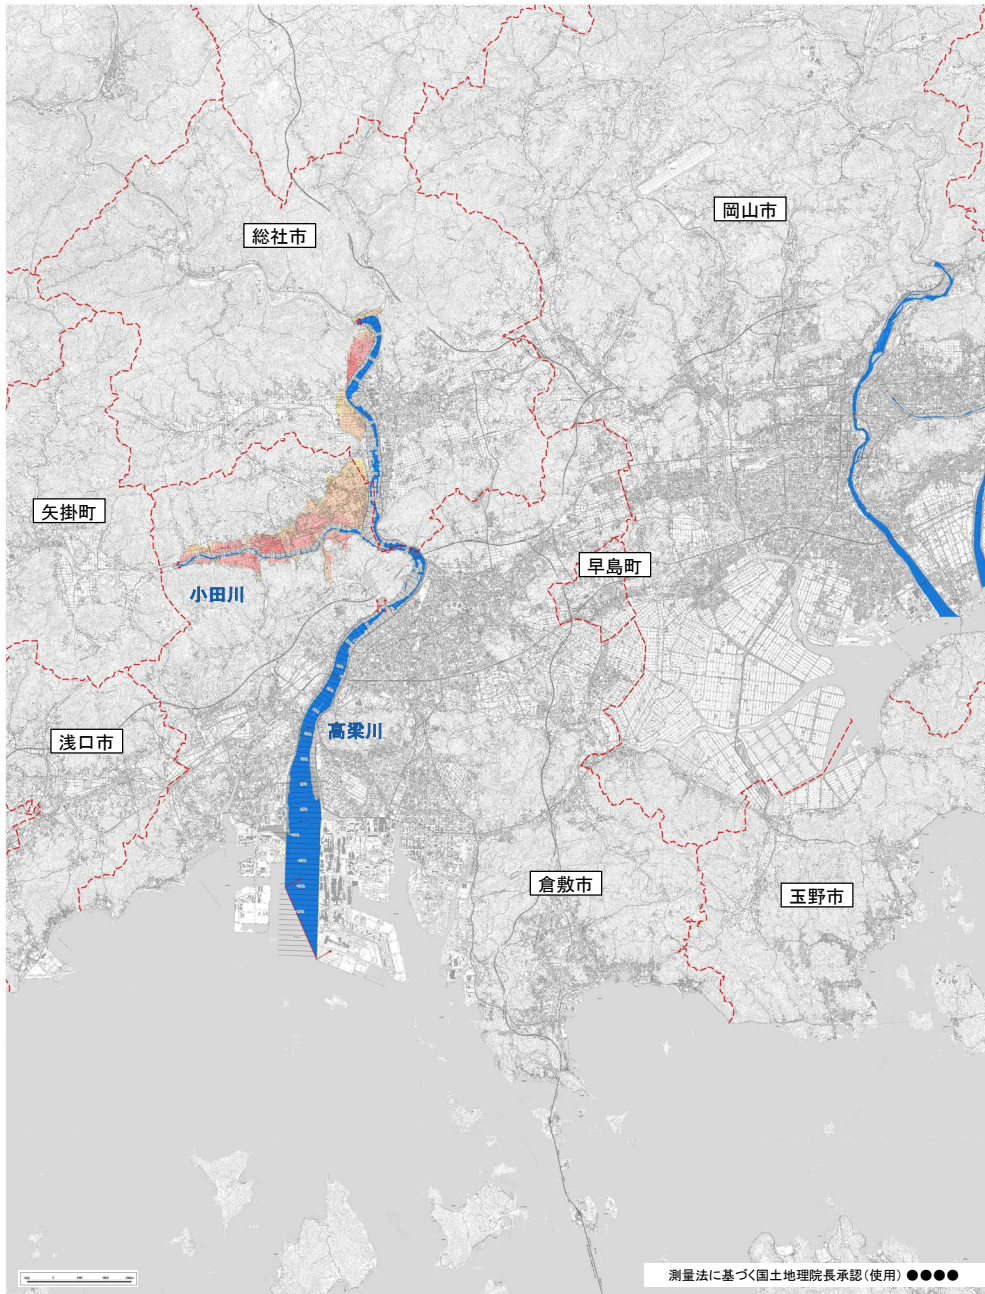 岡山市
総社市
矢掛町
早島町
小田川
高梁川
浅口市
倉敷市
玉野市
測量法に基づく国土地理院長承認(使用) ●●●●